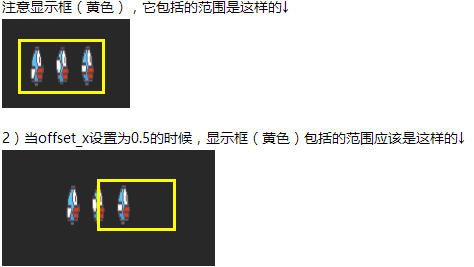 注意显示框（黄色），它包括的范围是这样的↓
2）当offset_x设置为0.5的时候，显示框（黄色）包括的范围应该是这样的↓